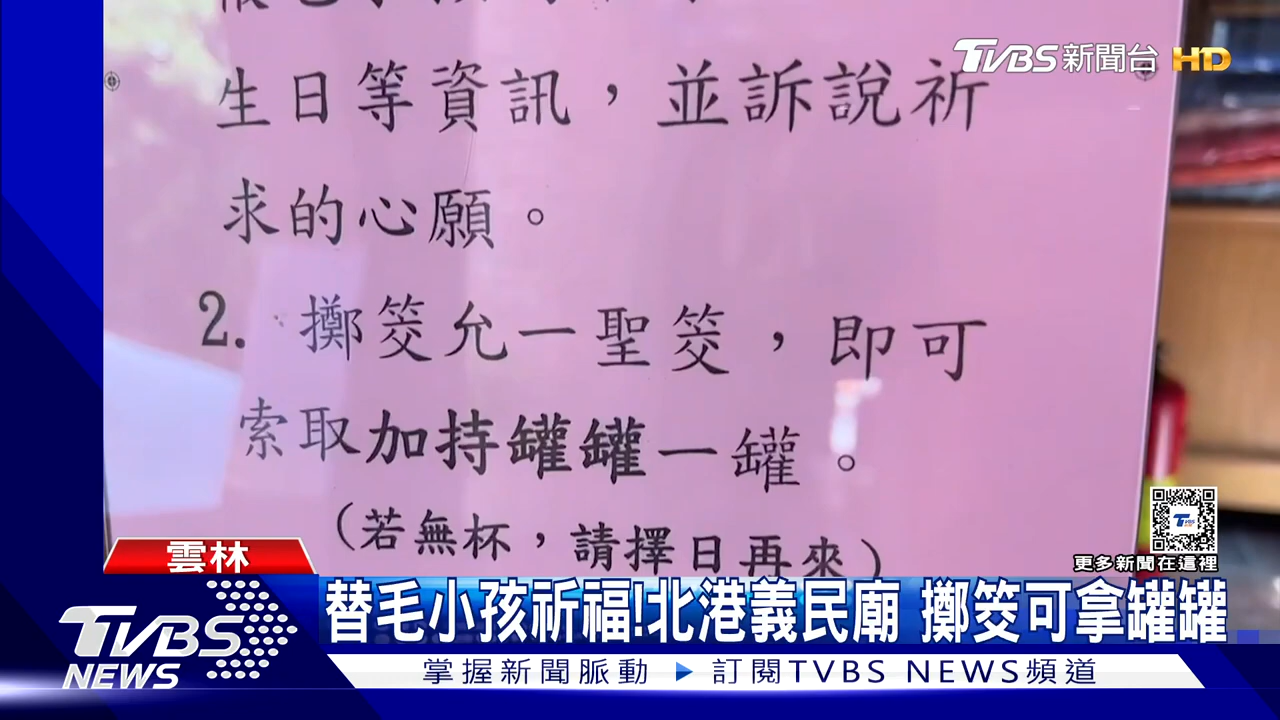 TVBS新聞台 HD
生日等資訊，並訴說祈
求的心願。
2. 擲筊允一聖筊，即可
索取加持罐罐一罐。
(若無杯，請擇日再來)
TVBS
更多新聞在這裡
雲林
替毛小孩祈福!北港義民廟 擲筊可拿罐罐
TVBS
NEWS
掌握新聞脈動 ▶ 訂閱TVBS NEWS頻道